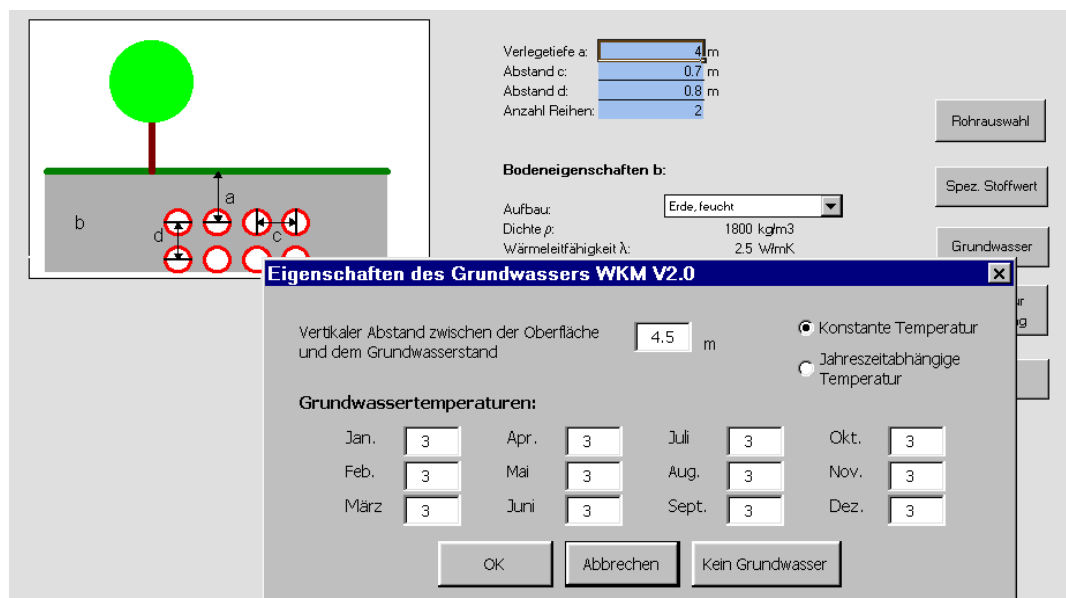 Verlegetiefe a: 4 m
Abstand c: 0.7 m
Abstand d: 0.8 m
Anzahl Reihen: 2
Rohrauswahl
Bodeneigenschaften b:
Spez. Stoffwert
Aufbau: Erde, feucht
Dichte ρ: 1800 kg/m3
Wärmeleitfähigkeit λ: 2.5 W/mK
Grundwasser
a
b
d
c
Eigenschaften des Grundwassers WKM V2.0
Vertikaler Abstand zwischen der Oberfläche
und dem Grundwasserstand
4.5 m
Konstante Temperatur
Jahreszeitabhängige
Temperatur
Grundwassertemperaturen:
Jan. 3 Apr. 3 Juli 3 Okt. 3
Feb. 3 Mai 3 Aug. 3 Nov. 3
März 3 Juni 3 Sept. 3 Dez. 3
OK Abbrechen Kein Grundwasser